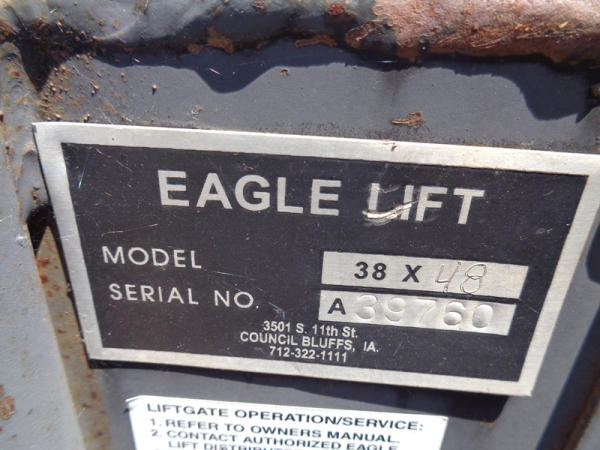 EAGLE LIFT
MODEL 38 X 48
SERIAL NO. A 39760
3501 S. 11th St.
COUNCIL BLUFFS, IA.
712-322-1111
LIFTGATE OPERATION/SERVICE:
1. REFER TO OWNERS MANUAL.
2. CONTACT AUTHORIZED EAGLE
LIFT